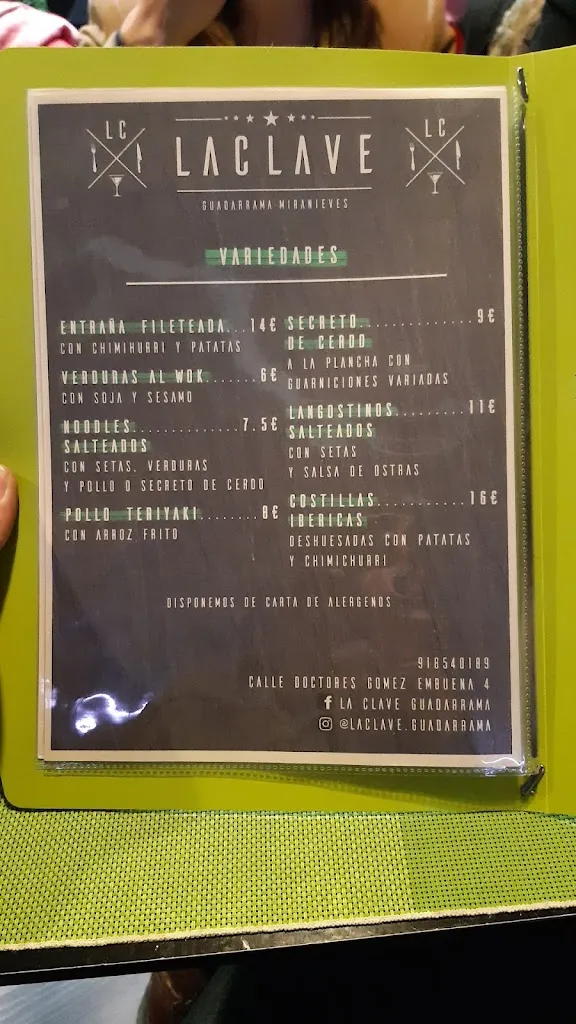 LC
LC
LACLAVE
GUADARRAMA MIRANIEVES
VARIEDADES
ENTRAÑA FILETEADA...14€
CON CHIMIHURRI Y PATATAS
VERDURAS AL WOK.......6€
CON SOJA Y SESAMO
NOODLES..............7.5€
SALTEADOS
CON SETAS, VERDURAS
Y POLLO O SECRETO DE CERDO
POLLO TERIYAKI........8€
CON ARROZ FRITO
SECRETO..............9€
DE CERDO
A LA PLANCHA CON
GUARNICIONES VARIADAS
LANGOSTINOS.........11€
SALTEADOS
CON SETAS
Y SALSA DE OSTRAS
COSTILLAS...........16€
IBERICAS
DESHUESADAS CON PATATAS
Y CHIMICHURRI
DISPONEMOS DE CARTA DE ALERGENOS
918540189
CALLE DOCTORES GOMEZ EMBUENA 4
LA CLAVE GUADARRAMA
@LACLAVE.GUADARRAMA